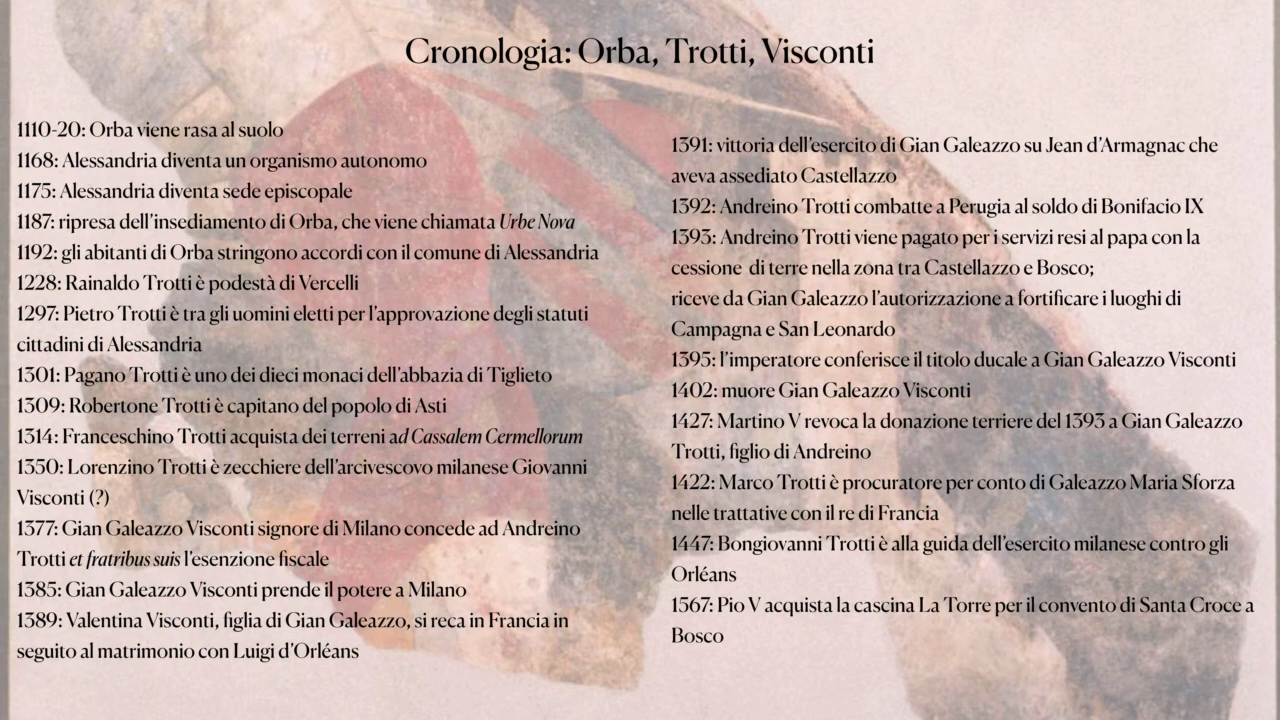 Cronologia: Orba, Trotti, Visconti
1110-20: Orba viene rasa al suolo
1168: Alessandria diventa un organismo autonomo
1175: Alessandria diventa sede episcopale
1187: ripresa dell'insediamento di Orba, che viene chiamata Urbe Nova
1192: gli abitanti di Orba stringono accordi con il comune di Alessandria
1228: Rainaldo Trotti è podestà di Vercelli
1297: Pietro Trotti è tra gli uomini eletti per l'approvazione degli statuti
cittadini di Alessandria
1301: Pagano Trotti è uno dei dieci monaci dell'abbazia di Tiglieto
1309: Robertone Trotti è capitano del popolo di Asti
1314: Franceschino Trotti acquista dei terreni ad Cassalem Cermellorum
1350: Lorenzino Trotti è zecchiere dell'arcivescovo milanese Giovanni
Visconti (?)
1377: Gian Galeazzo Visconti signore di Milano concede ad Andreino
Trotti et fratribus suis l'esenzione fiscale
1385: Gian Galeazzo Visconti prende il potere a Milano
1389: Valentina Visconti, figlia di Gian Galeazzo, si reca in Francia in
seguito al matrimonio con Luigi d'Orléans
1391: vittoria dell'esercito di Gian Galeazzo su Jean d'Armagnac che
aveva assediato Castellazzo
1392: Andreino Trotti combatte a Perugia al soldo di Bonifacio IX
1393: Andreino Trotti viene pagato per i servizi resi al papa con la
cessione di terre nella zona tra Castellazzo e Bosco;
riceve da Gian Galeazzo l'autorizzazione a fortificare i luoghi di
Campagna e San Leonardo
1395: l'imperatore conferisce il titolo ducale a Gian Galeazzo Visconti
1402: muore Gian Galeazzo Visconti
1427: Martino V revoca la donazione terriere del 1393 a Gian Galeazzo
Trotti, figlio di Andreino
1422: Marco Trotti è procuratore per conto di Galeazzo Maria Sforza
nelle trattative con il re di Francia
1447: Bongiovanni Trotti è alla guida dell'esercito milanese contro gli
Orléans
1567: Pio V acquista la cascina La Torre per il convento di Santa Croce a
Bosco